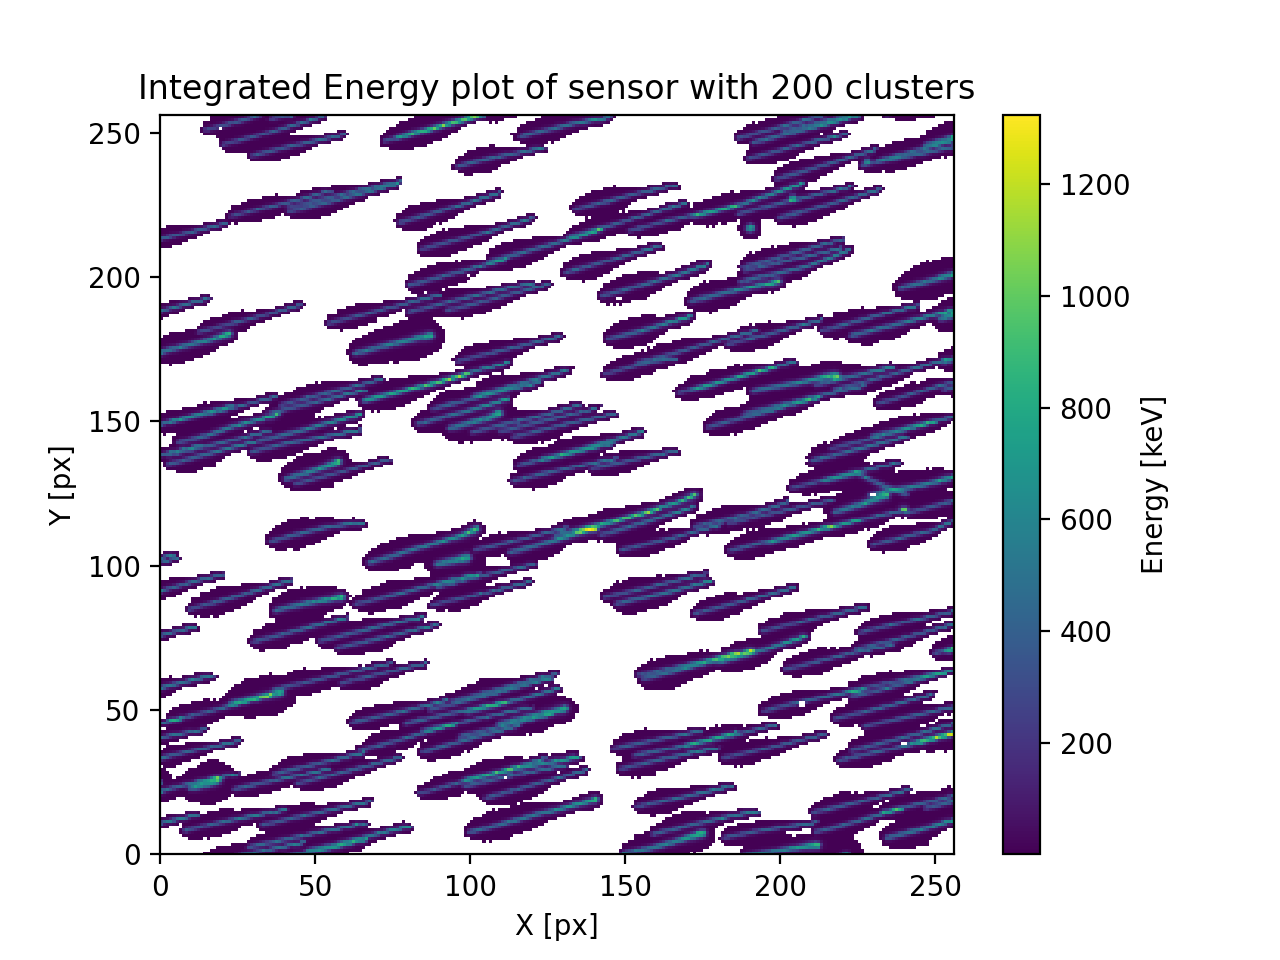 Integrated Energy plot of sensor with 200 clusters
250
200
150
100
50
0
Y [px]
0 50 100 150 200 250
X [px]
1200
1000
800
600
400
200
Energy [keV]